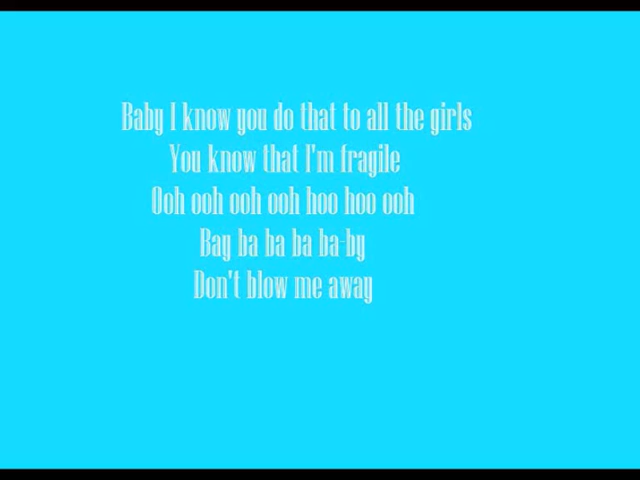 Baby I know you do that to all the girls
You know that I'm fragile
Ooh ooh ooh ooh hoo hoo ooh
Bay ba ba ba ba-by
Don't blow me away